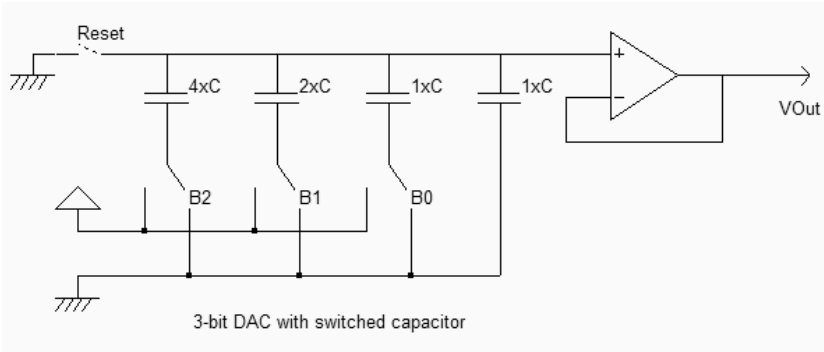 Reset
4xC
2xC
1xC
1xC
+
−
VOut
B2
B1
B0
3-bit DAC with switched capacitor